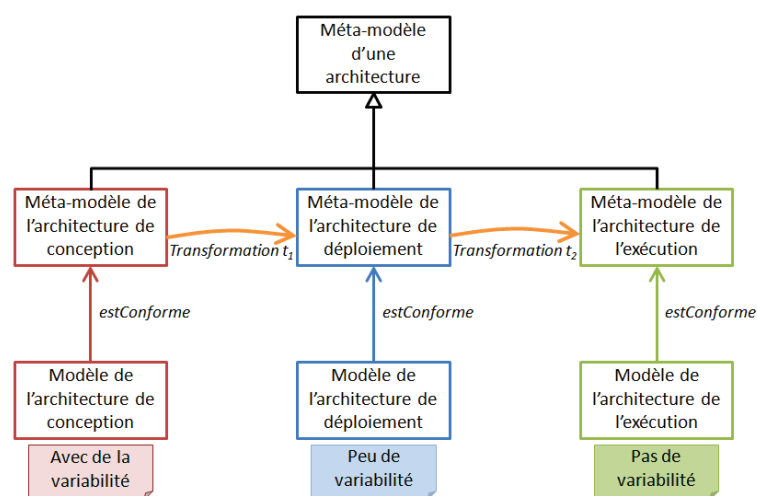 Méta-modèle
d'une
architecture
Méta-modèle de
l'architecture de
conception
Transformation t1
Méta-modèle de
l'architecture de
déploiement
Transformation t2
Méta-modèle de
l'architecture de
l'exécution
estConforme
estConforme
estConforme
Modèle de
l'architecture de
conception
Modèle de
l'architecture de
déploiement
Modèle de
l'architecture de
l'exécution
Avec de la
variabilité
Peu de
variabilité
Pas de
variabilité